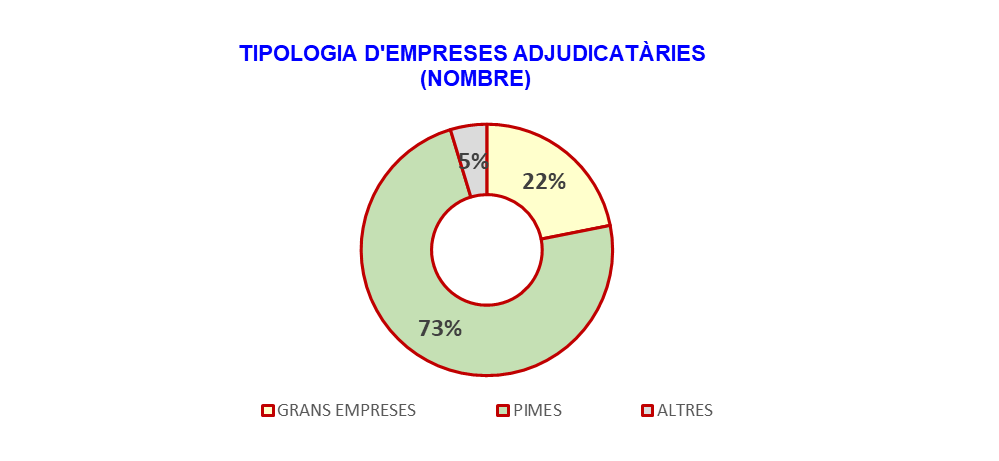 TIPOLOGIA D'EMPRESES ADJUDICATÀRIES
(NOMBRE)
5%
22%
73%
GRANS EMPRESES
PIMES
ALTRES